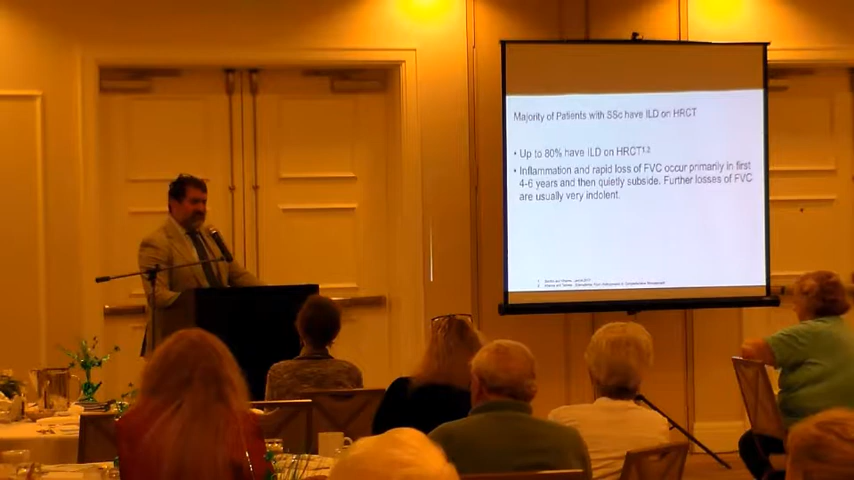 Majority of Patients with SSc have ILD on HRCT
• Up to 80% have ILD on HRCT1,2
• Inflammation and rapid loss of FVC occur primarily in first
4-6 years and then quietly subside. Further losses of FVC
are usually very indolent.